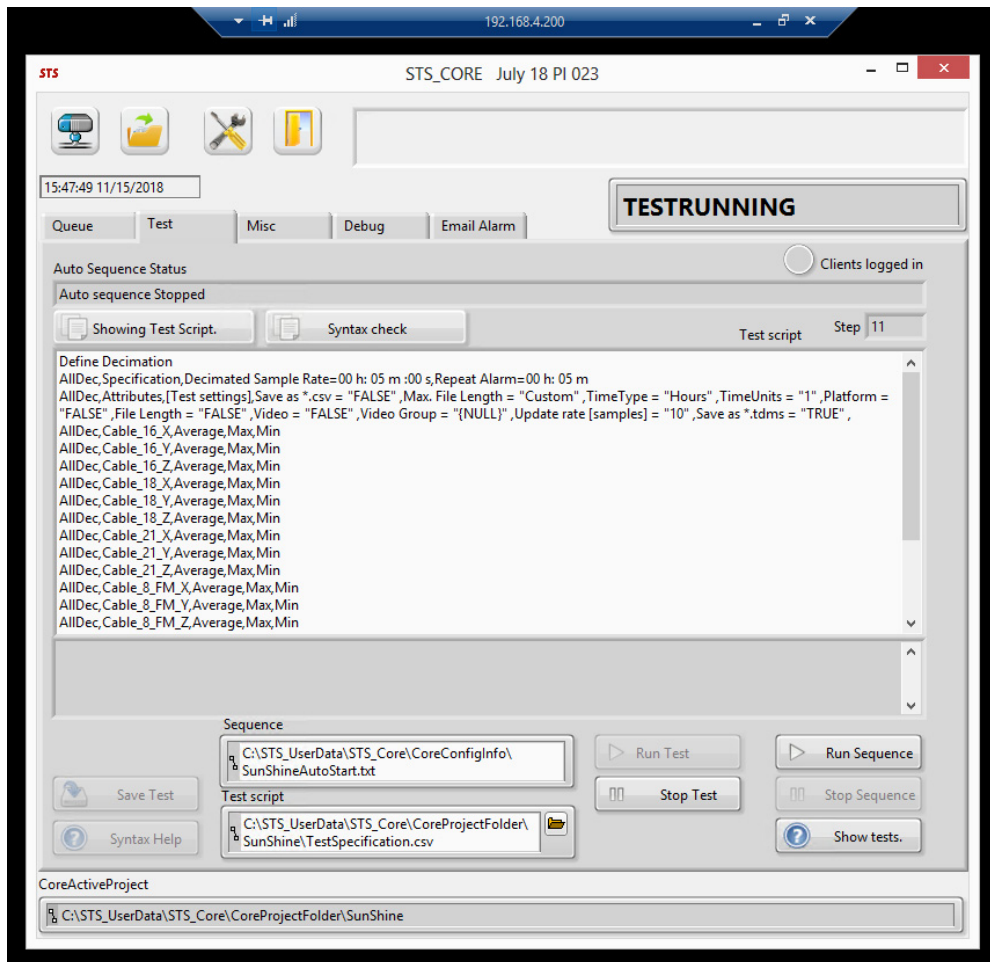 192.168.4.200
STS
STS_CORE July 18 PI 023
15:47:49 11/15/2018
TESTRUNNING
Queue
Test
Misc
Debug
Email Alarm
Clients logged in
Auto Sequence Status
Auto sequence Stopped
Showing Test Script.
Syntax check
Test script
Step 11
Define Decimation
AllDec,Specification,Decimated Sample Rate=00 h: 05 m :00 s,Repeat Alarm=00 h: 05 m
AllDec,Attributes,[Test settings],Save as *.csv = "FALSE" ,Max. File Length = "Custom" ,TimeType = "Hours" ,TimeUnits = "1" ,Platform =
"FALSE" ,File Length = "FALSE" ,Video = "FALSE" ,Video Group = "{NULL}" ,Update rate [samples] = "10" ,Save as *.tdms = "TRUE" ,
AllDec,Cable_16_X,Average,Max,Min
AllDec,Cable_16_Y,Average,Max,Min
AllDec,Cable_16_Z,Average,Max,Min
AllDec,Cable_18_X,Average,Max,Min
AllDec,Cable_18_Y,Average,Max,Min
AllDec,Cable_18_Z,Average,Max,Min
AllDec,Cable_21_X,Average,Max,Min
AllDec,Cable_21_Y,Average,Max,Min
AllDec,Cable_21_Z,Average,Max,Min
AllDec,Cable_8_FM_X,Average,Max,Min
AllDec,Cable_8_FM_Y,Average,Max,Min
AllDec,Cable_8_FM_Z,Average,Max,Min
Sequence
C:\STS_UserData\STS_Core\CoreConfigInfo\
SunShineAutoStart.txt
Run Test
Run Sequence
Save Test
Test script
Stop Test
Stop Sequence
Syntax Help
C:\STS_UserData\STS_Core\CoreProjectFolder\
SunShine\TestSpecification.csv
Show tests.
CoreActiveProject
C:\STS_UserData\STS_Core\CoreProjectFolder\SunShine